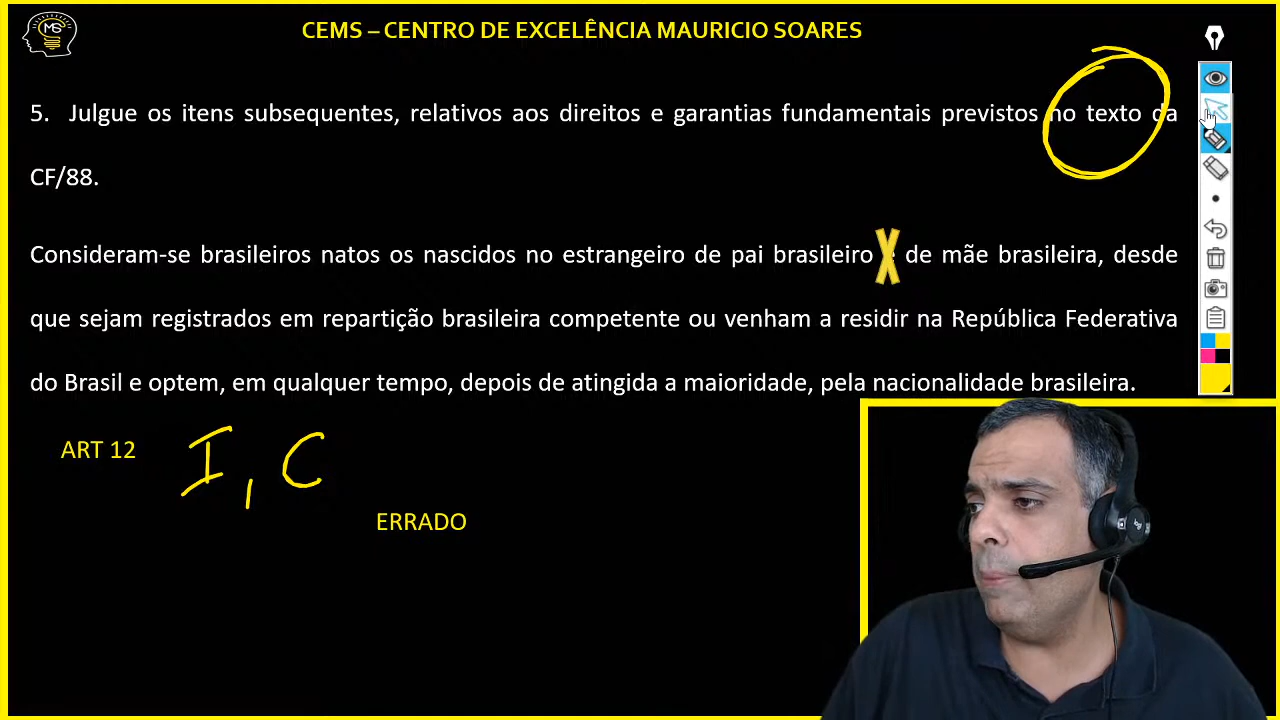 CEMS – CENTRO DE EXCELÊNCIA MAURICIO SOARES
MS
5. Julgue os itens subsequentes, relativos aos direitos e garantias fundamentais previstos no texto da
CF/88.
Consideram-se brasileiros natos os nascidos no estrangeiro de pai brasileiro X de mãe brasileira, desde
que sejam registrados em repartição brasileira competente ou venham a residir na República Federativa
do Brasil e optem, em qualquer tempo, depois de atingida a maioridade, pela nacionalidade brasileira.
ART 12 I, C
ERRADO